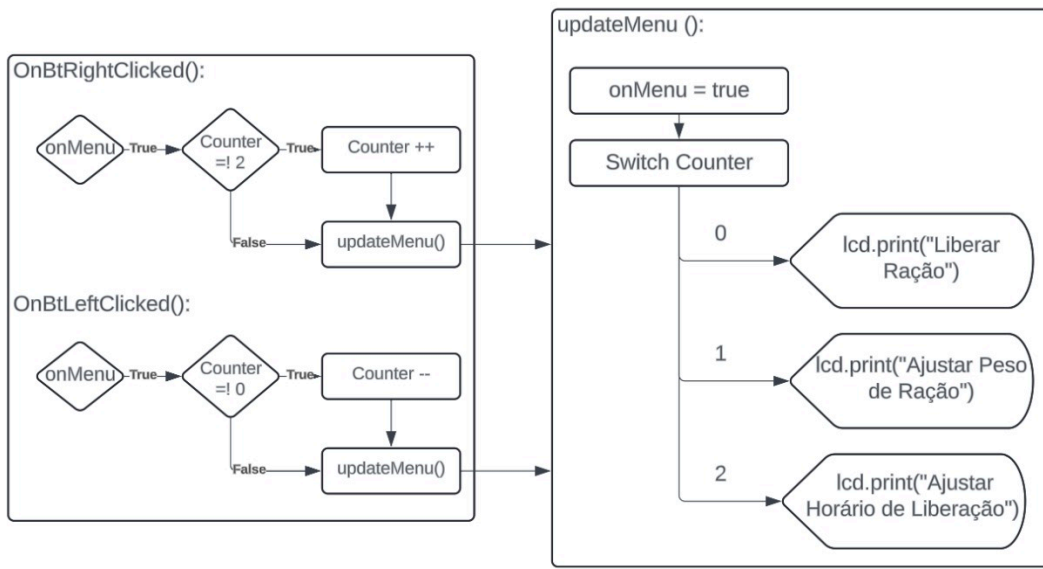 OnBtRightClicked():
onMenu
True
Counter
=! 2
True
Counter ++
False
updateMenu()
OnBtLeftClicked():
onMenu
True
Counter
=! 0
True
Counter --
False
updateMenu()
updateMenu ():
onMenu = true
Switch Counter
0
lcd.print("Liberar
Ração")
1
lcd.print("Ajustar Peso
de Ração")
2
lcd.print("Ajustar
Horário de Liberação")